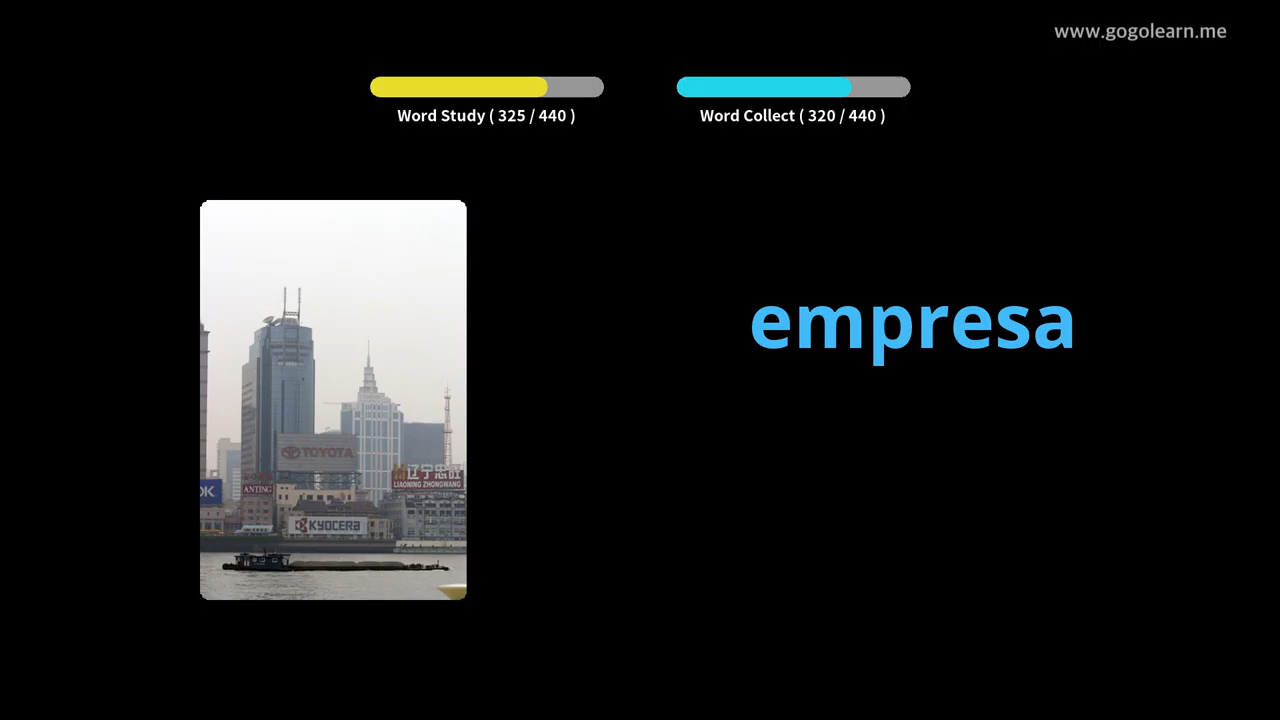 www.gogolearn.me
Word Study ( 325 / 440 )
Word Collect ( 320 / 440 )
empresa
TOYOTA
辽宁忠旺
LIAONING ZHONGWANG
OK
ANTING
KYOCERA